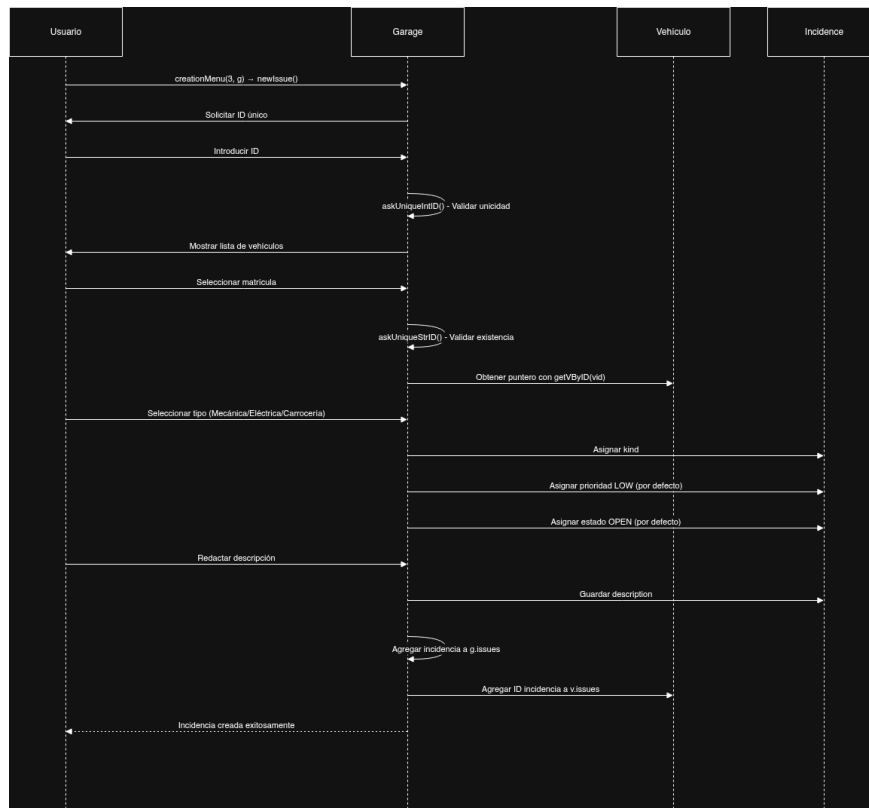 Usuario
Garage
Vehículo
Incidence
creationMenu(3, g) → newIssue()
Solicitar ID único
Introducir ID
askUniqueIntID() - Validar unicidad
Mostrar lista de vehículos
Seleccionar matrícula
askUniqueStrID() - Validar existencia
Obtener puntero con getVByID(vid)
Seleccionar tipo (Mecánica/Eléctrica/Carrocería)
Asignar kind
Asignar prioridad LOW (por defecto)
Asignar estado OPEN (por defecto)
Redactar descripción
Guardar description
Agregar incidencia a g.issues
Agregar ID incidencia a v.issues
Incidencia creada exitosamente